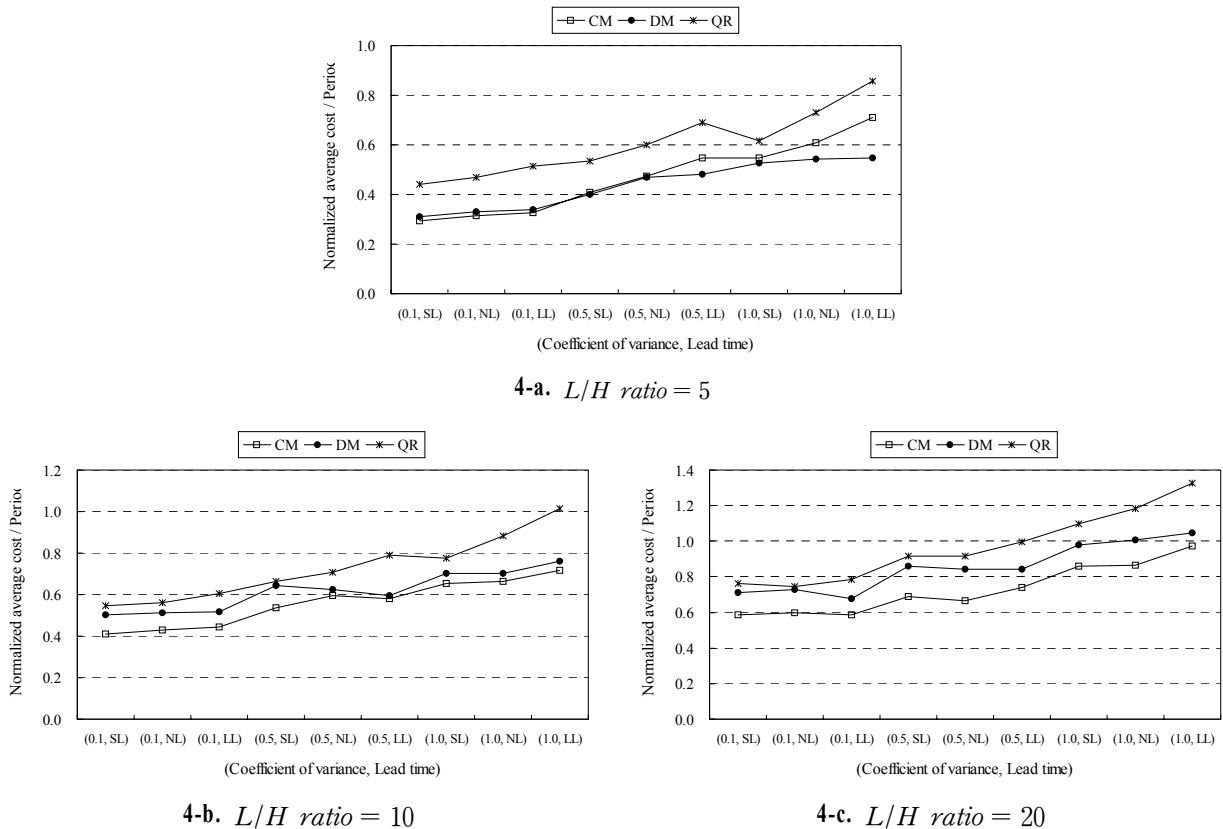 CM DM QR
1.0
0.8
0.6
0.4
0.2
0.0
Normalized average cost /
(0.1, SL) (0.1, NL) (0.1, LL) (0.5, SL) (0.5, NL) (0.5, LL) (1.0, SL) (1.0, NL) (1.0, LL)
(Coefficient of variance, Lead time)
4-a. L/H ratio = 5
CM DM QR
1.2
1.0
0.8
0.6
0.4
0.2
0.0
Normalized average cost /
(0.1, SL) (0.1, NL) (0.1, LL) (0.5, SL) (0.5, NL) (0.5, LL) (1.0, SL) (1.0, NL) (1.0, LL)
(Coefficient of variance, Lead time)
4-b. L/H ratio = 10
CM DM QR
1.4
1.2
1.0
0.8
0.6
0.4
0.2
0.0
Normalized average cost /
(0.1, SL) (0.1, NL) (0.1, LL) (0.5, SL) (0.5, NL) (0.5, LL) (1.0, SL) (1.0, NL) (1.0, LL)
(Coefficient of variance, Lead time)
4-c. L/H ratio = 20